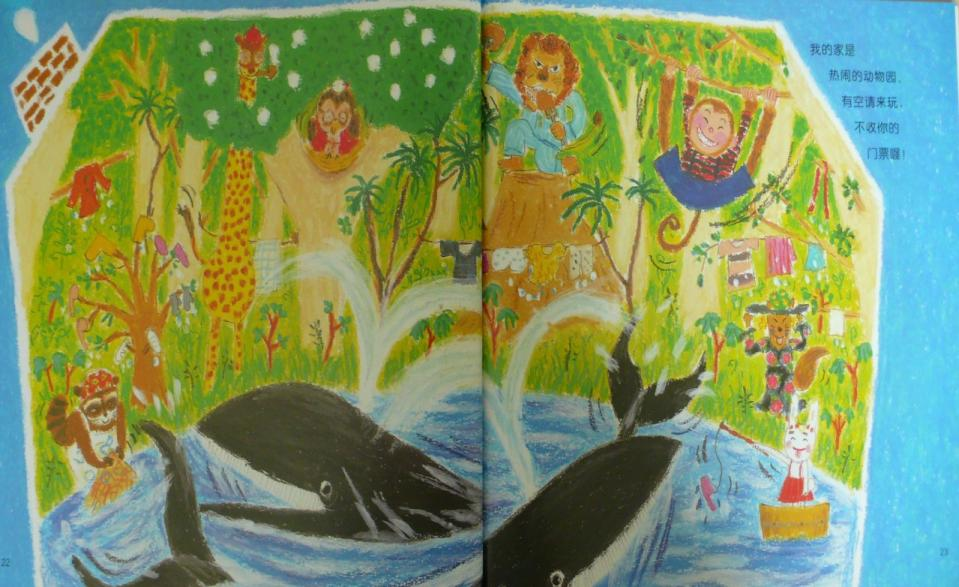 我的家是
热闹的动物园，
有空请来玩，
不收你的
门票喔！
22
23